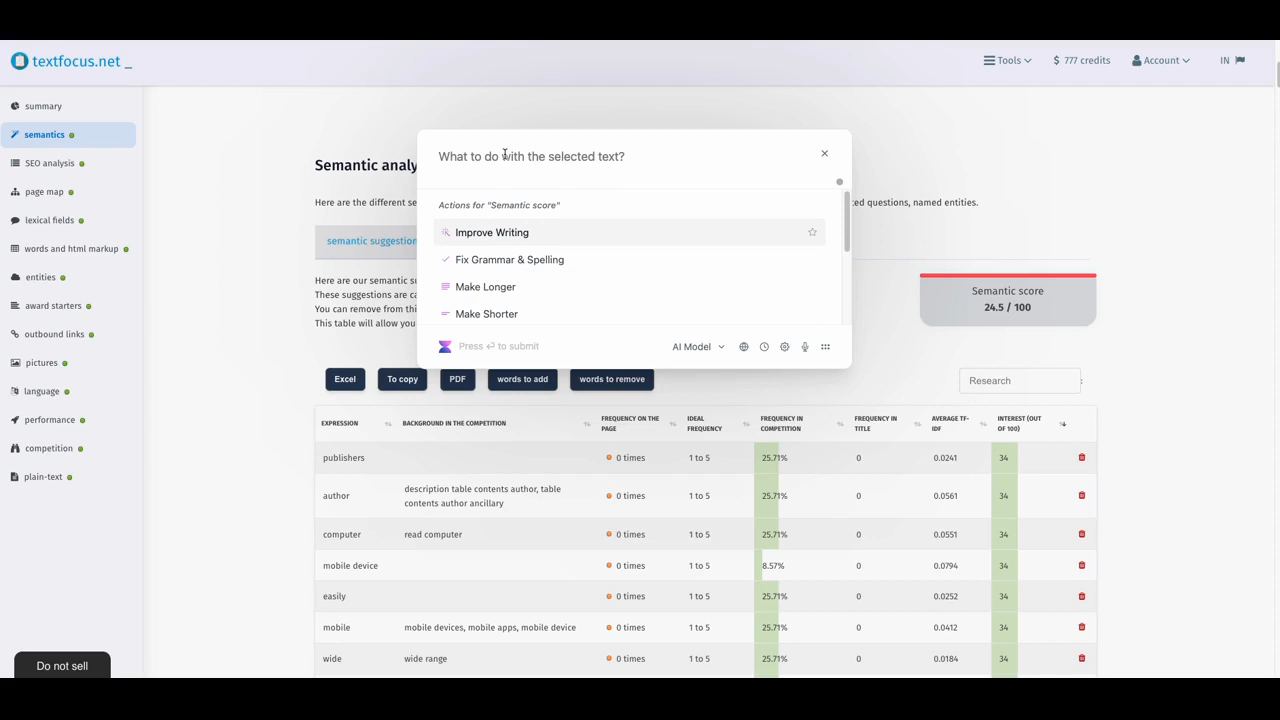 textfocus.net _
Tools
$ 777 credits
Account
IN
summary
semantics
SEO analysis
page map
lexical fields
words and html markup
entities
award starters
outbound links
pictures
language
performance
competition
plain-text
Do not sell
Semantic analy
Here are the different se
ed questions, named entities.
semantic suggestion
Here are our semantic su
These suggestions are ca
You can remove from thi
This table will allow you
What to do with the selected text?
Actions for "Semantic score"
Improve Writing
Fix Grammar & Spelling
Make Longer
Make Shorter
Press ⏎ to submit
AI Model
Semantic score
24.5 / 100
Excel
To copy
PDF
words to add
words to remove
Research
EXPRESSION BACKGROUND IN THE COMPETITION FREQUENCY ON THE PAGE IDEAL FREQUENCY FREQUENCY IN COMPETITION FREQUENCY IN TITLE AVERAGE TF-IDF INTEREST (OUT OF 100)
publishers 0 times 1 to 5 25.71% 0 0.0241 34
author description table contents author, table contents author ancillary 0 times 1 to 5 25.71% 0 0.0561 34
computer read computer 0 times 1 to 5 25.71% 0 0.0551 34
mobile device 0 times 1 to 5 8.57% 0 0.0794 34
easily 0 times 1 to 5 25.71% 0 0.0252 34
mobile mobile devices, mobile apps, mobile device 0 times 1 to 5 25.71% 0 0.0412 34
wide wide range 0 times 1 to 5 25.71% 0 0.0184 34